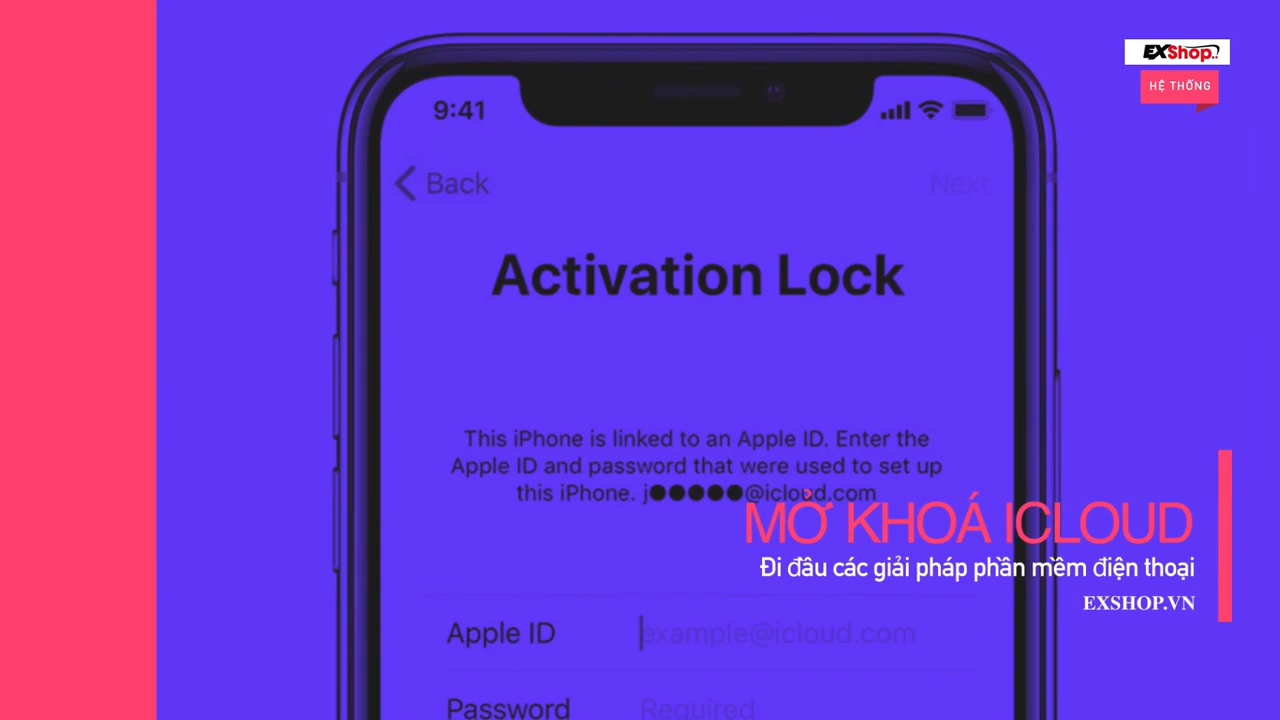 EXShop..
HỆ THỐNG
9:41
Back
Next
Activation Lock
This iPhone is linked to an Apple ID. Enter the
Apple ID and password that were used to set up
this iPhone. j●●●●●@icloud.com
MỞ KHOÁ ICLOUD
Đi đâu các giải pháp phần mềm điện thoại
EXSHOP.VN
Apple ID
example@icloud.com
Password
Required